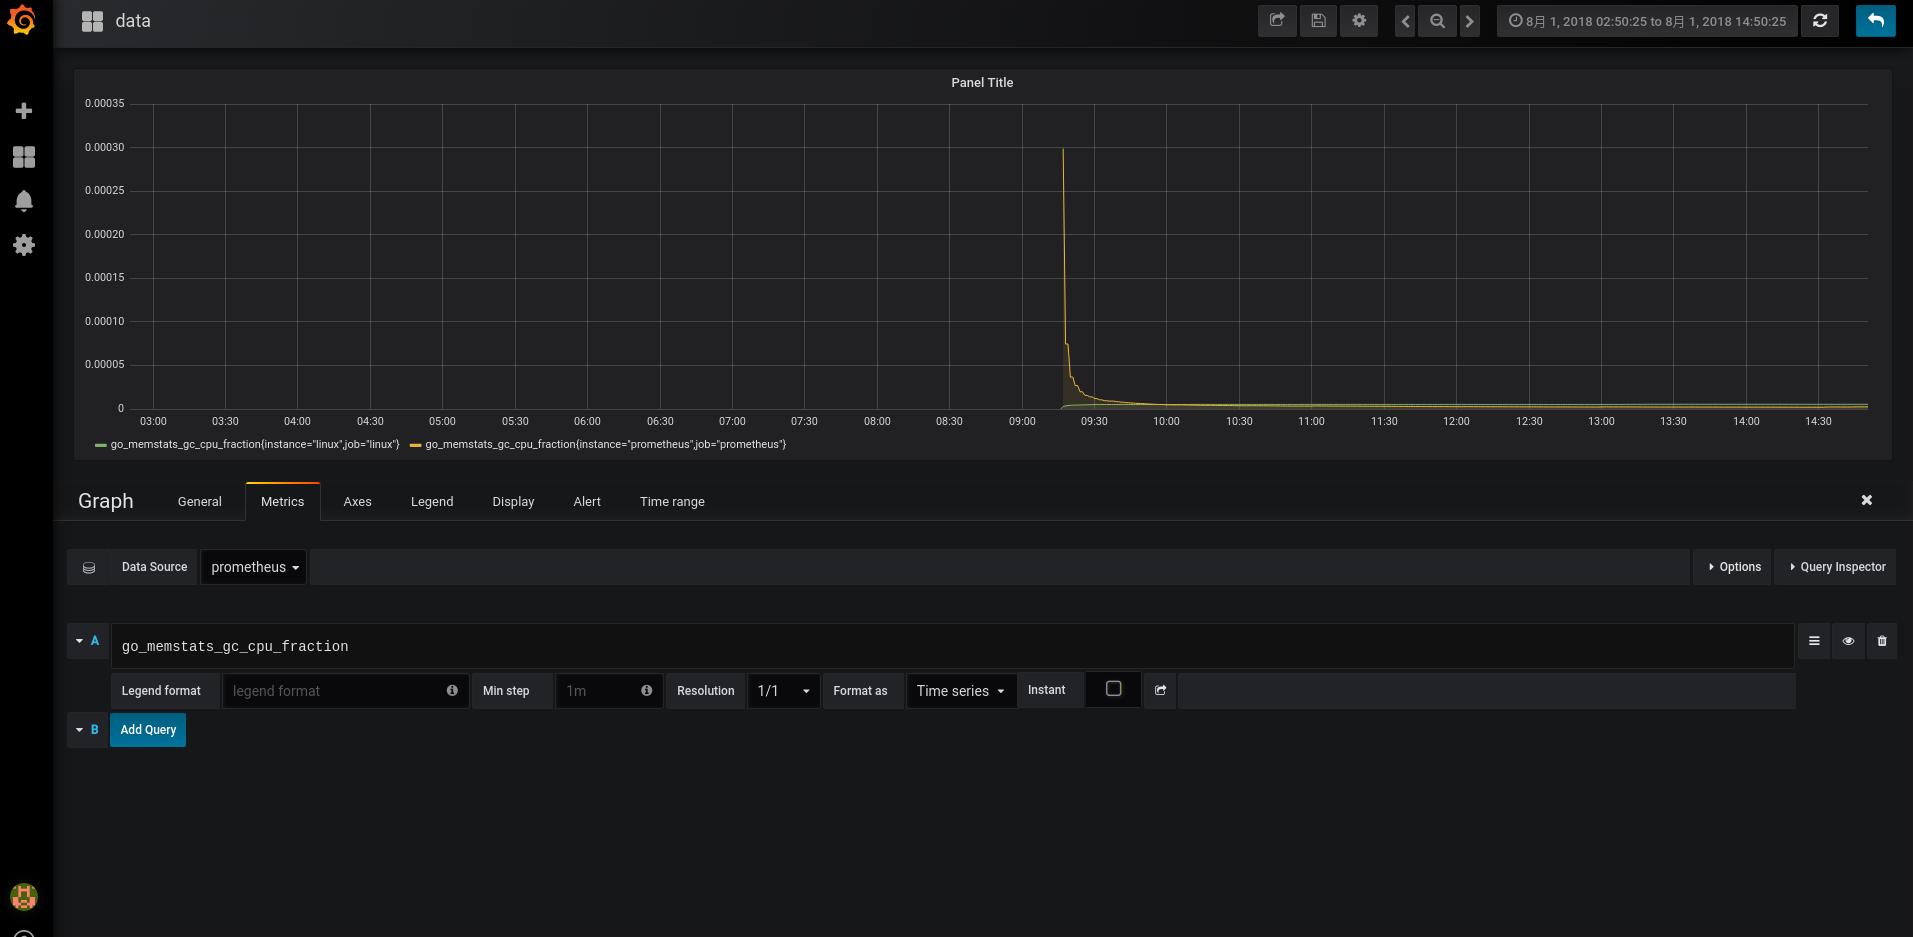 data
8月 1, 2018 02:50:25 to 8月 1, 2018 14:50:25
Panel Title
0.00035
0.00030
0.00025
0.00020
0.00015
0.00010
0.00005
0
03:00 03:30 04:00 04:30 05:00 05:30 06:00 06:30 07:00 07:30 08:00 08:30 09:00 09:30 10:00 10:30 11:00 11:30 12:00 12:30 13:00 13:30 14:00 14:30
go_memstats_gc_cpu_fraction{instance="linux",job="linux"} go_memstats_gc_cpu_fraction{instance="prometheus",job="prometheus"}
Graph General Metrics Axes Legend Display Alert Time range
Data Source prometheus Options Query Inspector
A go_memstats_gc_cpu_fraction
Legend format legend format Min step 1m Resolution 1/1 Format as Time series Instant
B Add Query